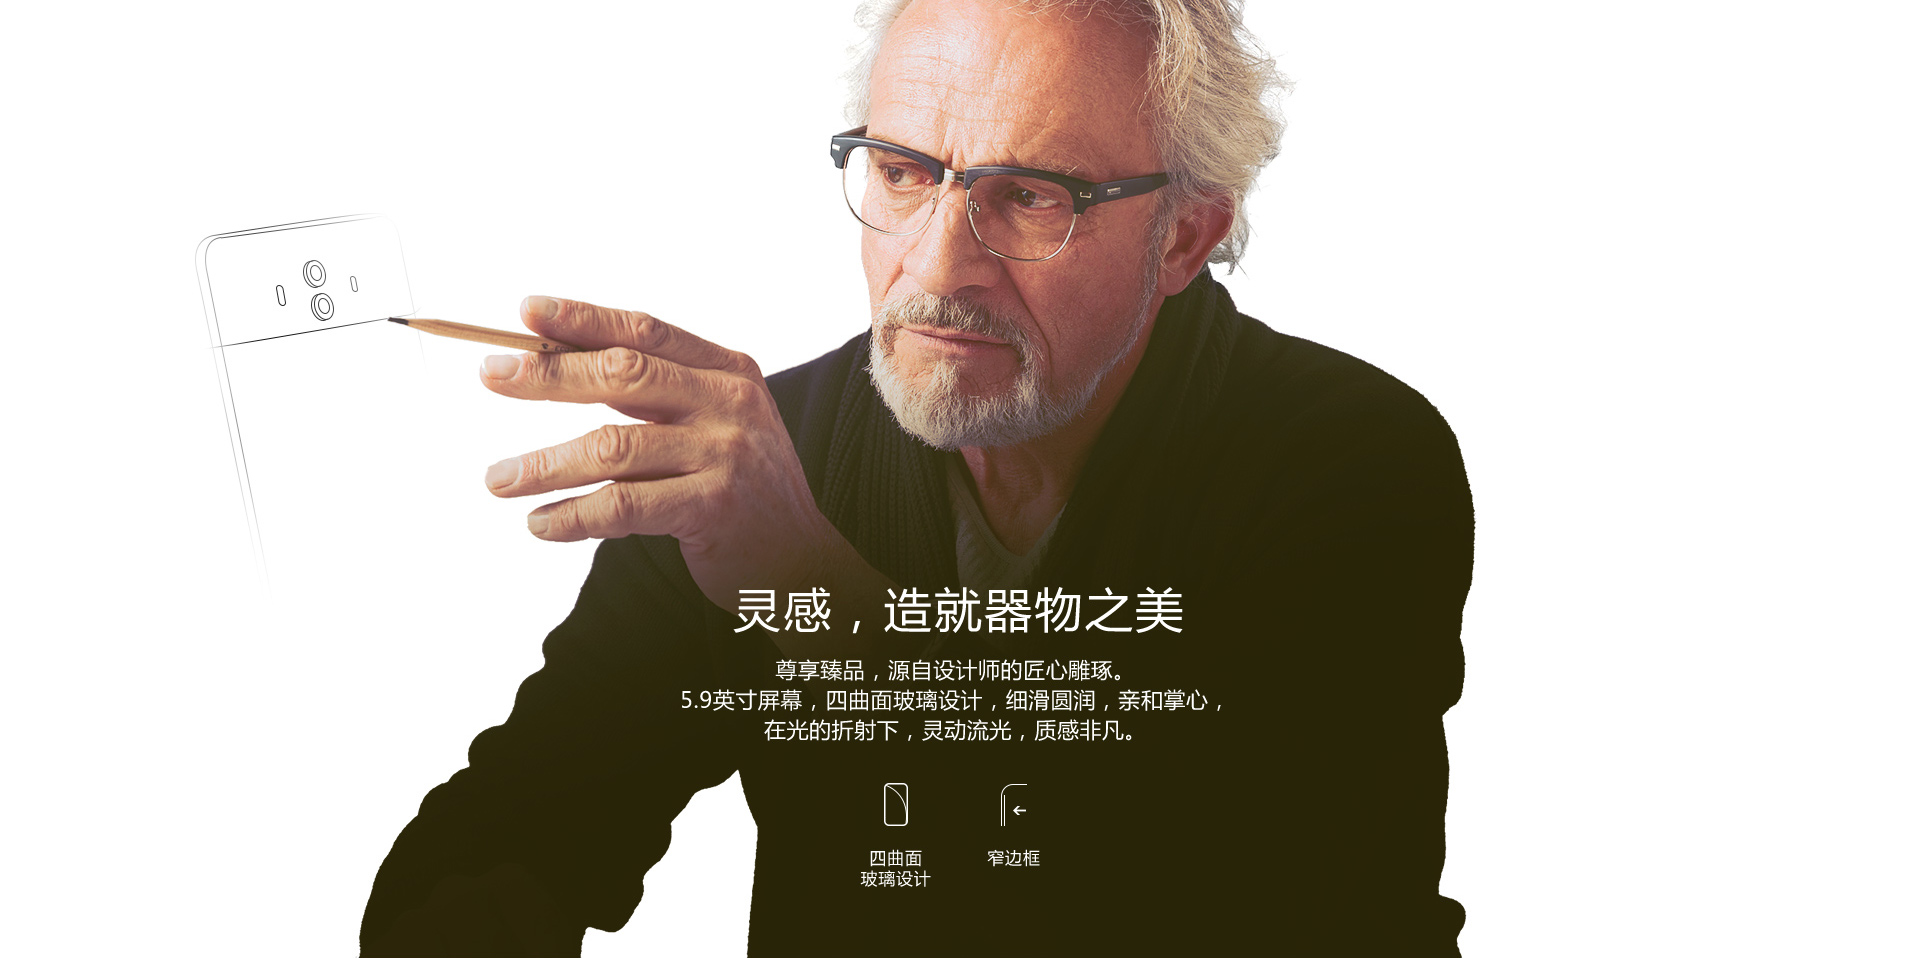 灵感，造就器物之美
尊享臻品，源自设计师的匠心雕琢。
5.9英寸屏幕，四曲面玻璃设计，细滑圆润，亲和掌心，
在光的折射下，灵动流光，质感非凡。
四曲面
玻璃设计
窄边框